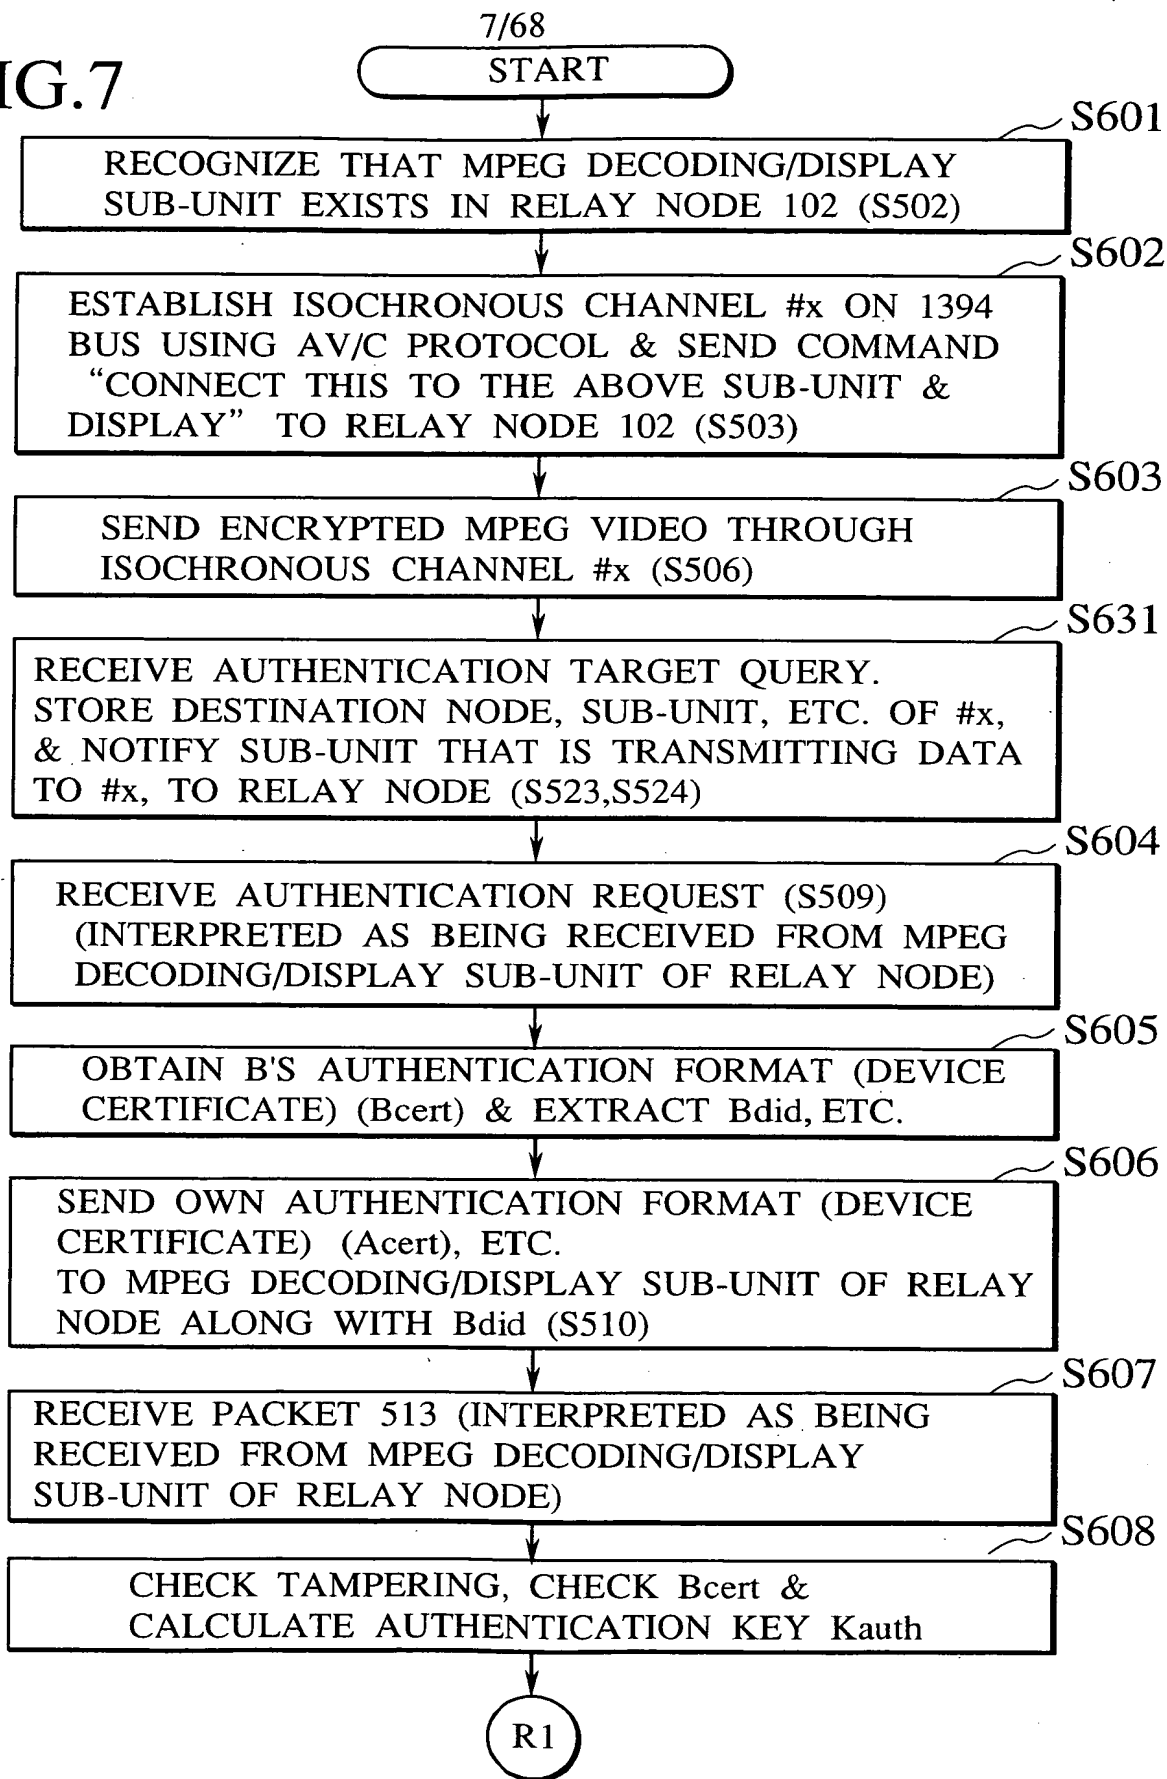 7/68
IG.7
START
S601
RECOGNIZE THAT MPEG DECODING/DISPLAY
SUB-UNIT EXISTS IN RELAY NODE 102 (S502)
S602
ESTABLISH ISOCHRONOUS CHANNEL #x ON 1394
BUS USING AV/C PROTOCOL & SEND COMMAND
“CONNECT THIS TO THE ABOVE SUB-UNIT &
DISPLAY” TO RELAY NODE 102 (S503)
S603
SEND ENCRYPTED MPEG VIDEO THROUGH
ISOCHRONOUS CHANNEL #x (S506)
S631
RECEIVE AUTHENTICATION TARGET QUERY.
STORE DESTINATION NODE, SUB-UNIT, ETC. OF #x,
& NOTIFY SUB-UNIT THAT IS TRANSMITTING DATA
TO #x, TO RELAY NODE (S523,S524)
S604
RECEIVE AUTHENTICATION REQUEST (S509)
(INTERPRETED AS BEING RECEIVED FROM MPEG
DECODING/DISPLAY SUB-UNIT OF RELAY NODE)
S605
OBTAIN B'S AUTHENTICATION FORMAT (DEVICE
CERTIFICATE) (Bcert) & EXTRACT Bdid, ETC.
S606
SEND OWN AUTHENTICATION FORMAT (DEVICE
CERTIFICATE) (Acert), ETC.
TO MPEG DECODING/DISPLAY SUB-UNIT OF RELAY
NODE ALONG WITH Bdid (S510)
S607
RECEIVE PACKET 513 (INTERPRETED AS BEING
RECEIVED FROM MPEG DECODING/DISPLAY
SUB-UNIT OF RELAY NODE)
S608
CHECK TAMPERING, CHECK Bcert &
CALCULATE AUTHENTICATION KEY Kauth
R1